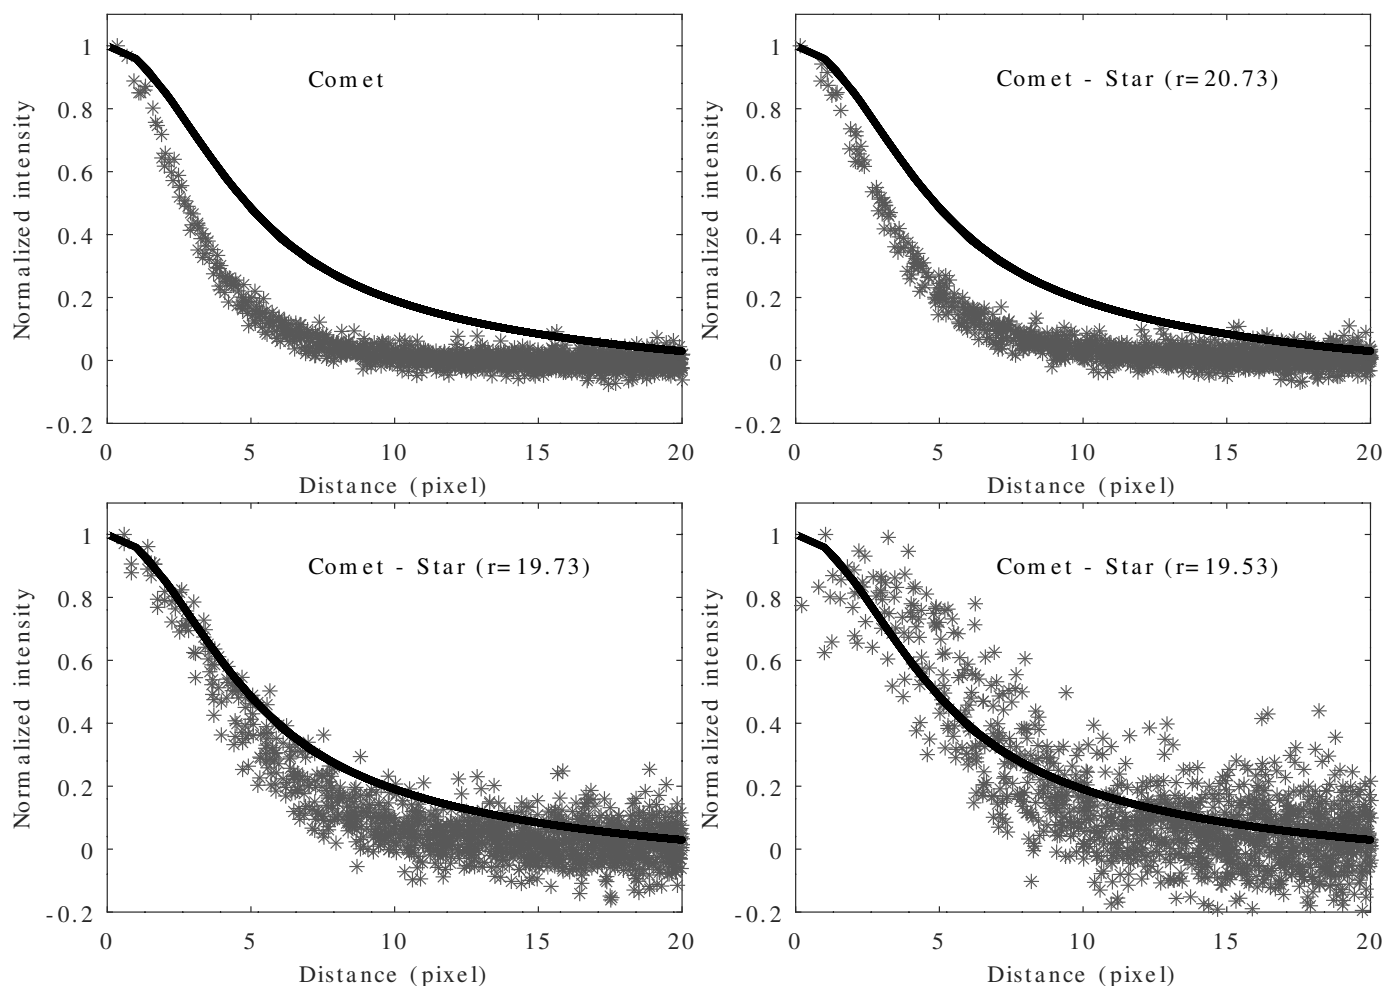 Comet
Normalized intensity
1
0.8
0.6
0.4
0.2
0
-0.2
0 5 10 15 20
Distance (pixel)
Comet - Star (r=20.73)
Normalized intensity
1
0.8
0.6
0.4
0.2
0
-0.2
0 5 10 15 20
Distance (pixel)
Comet - Star (r=19.73)
Normalized intensity
1
0.8
0.6
0.4
0.2
0
-0.2
0 5 10 15 20
Distance (pixel)
Comet - Star (r=19.53)
Normalized intensity
1
0.8
0.6
0.4
0.2
0
-0.2
0 5 10 15 20
Distance (pixel)